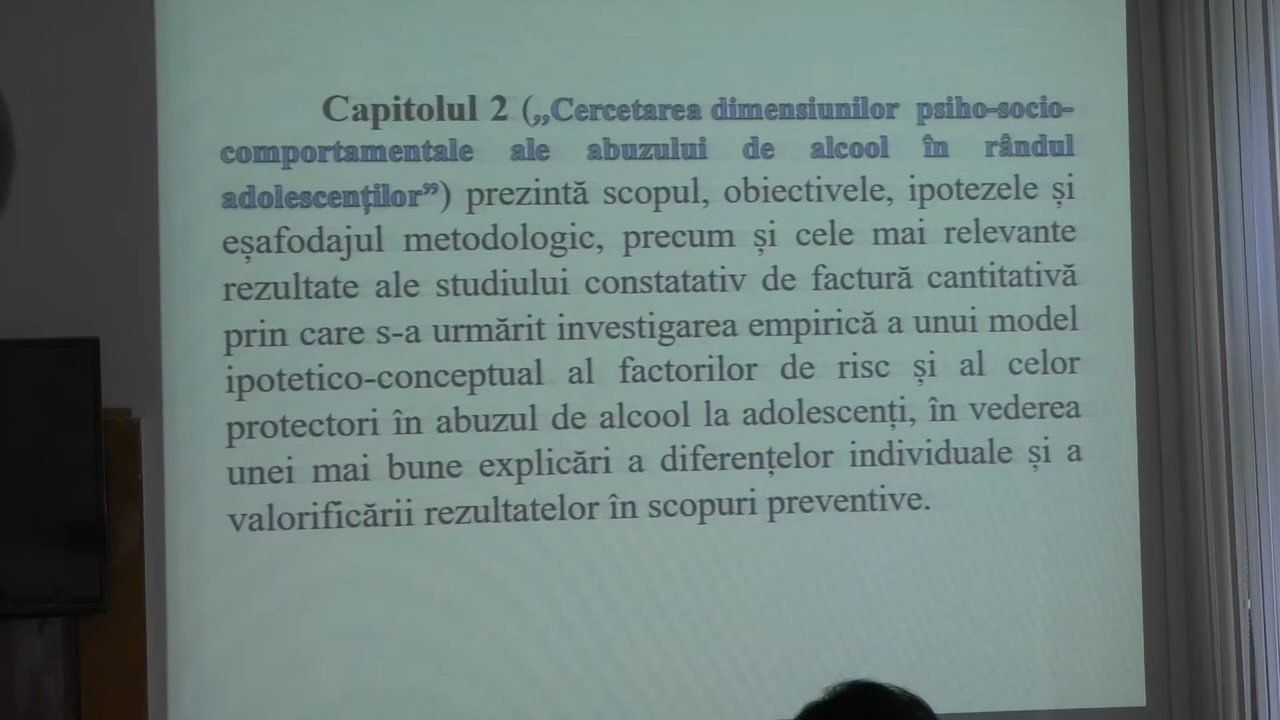 Capitolul 2 („Cercetarea dimensiunilor psiho-socio-
comportamentale ale abuzului de alcool în rândul
adolescenţilor”) prezintă scopul, obiectivele, ipotezele și
eșafodajul metodologic, precum și cele mai relevante
rezultate ale studiului constatativ de factură cantitativă
prin care s-a urmărit investigarea empirică a unui model
ipotetico-conceptual al factorilor de risc și al celor
protectori în abuzul de alcool la adolescenți, în vederea
unei mai bune explicări a diferențelor individuale și a
valorificării rezultatelor în scopuri preventive.